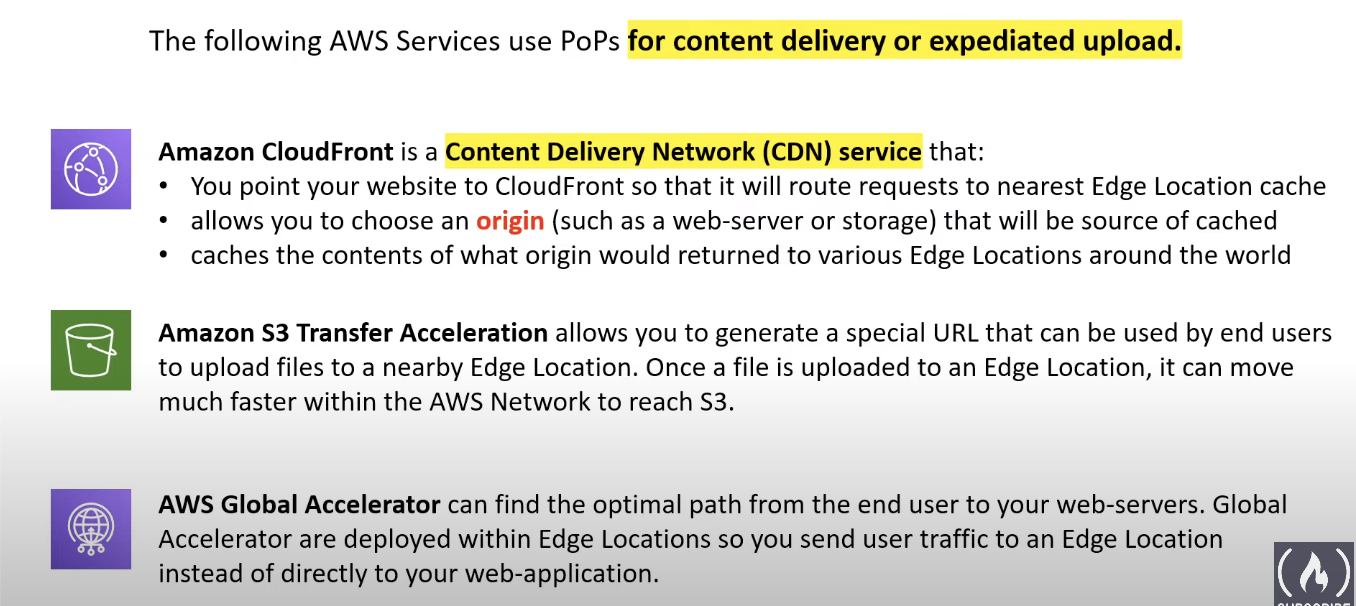 The following AWS Services use PoPs for content delivery or expediated upload.
Amazon CloudFront is a Content Delivery Network (CDN) service that:
• You point your website to CloudFront so that it will route requests to nearest Edge Location cache
• allows you to choose an origin (such as a web-server or storage) that will be source of cached
• caches the contents of what origin would returned to various Edge Locations around the world
Amazon S3 Transfer Acceleration allows you to generate a special URL that can be used by end users
to upload files to a nearby Edge Location. Once a file is uploaded to an Edge Location, it can move
much faster within the AWS Network to reach S3.
AWS Global Accelerator can find the optimal path from the end user to your web-servers. Global
Accelerator are deployed within Edge Locations so you send user traffic to an Edge Location
instead of directly to your web-application.
SUBSCRIBE